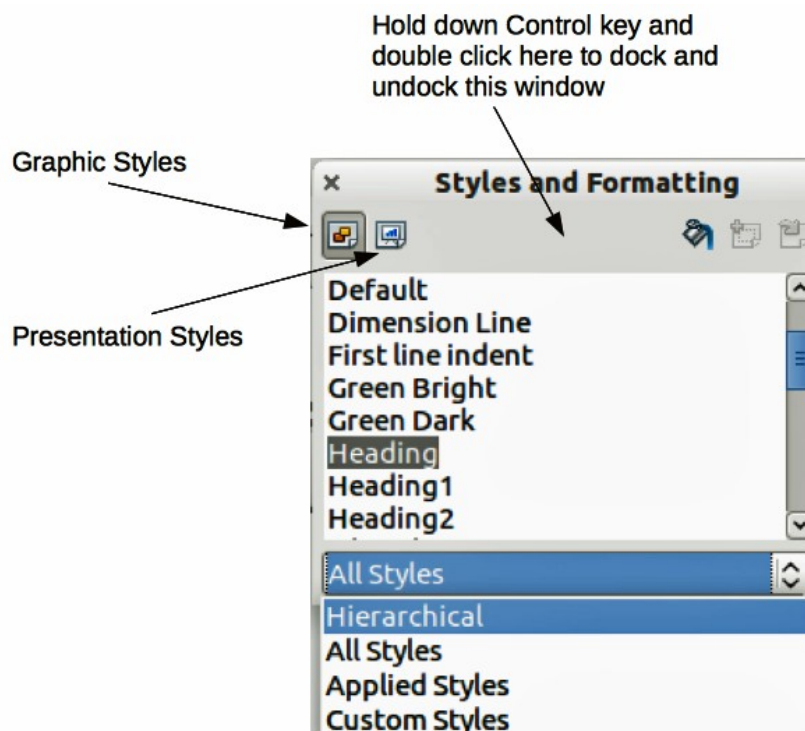 Hold down Control key and
double click here to dock and
undock this window
Graphic Styles
Styles and Formatting
Presentation Styles
Default
Dimension Line
First line indent
Green Bright
Green Dark
Heading
Heading1
Heading2
All Styles
Hierarchical
All Styles
Applied Styles
Custom Styles